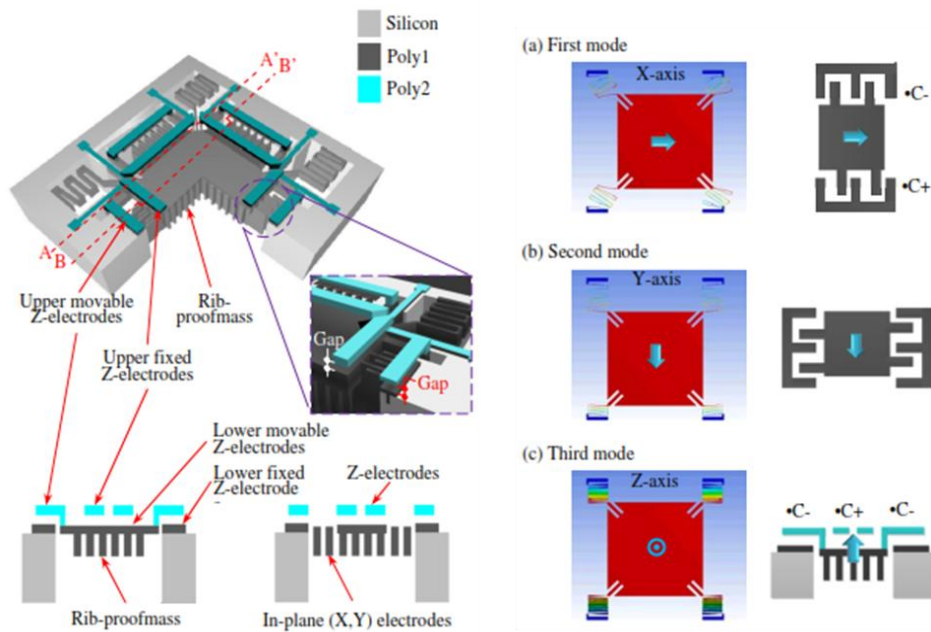 Silicon
Poly1
Poly2
A'
B'
A
B
Upper movable
Z-electrodes
Rib-
proofmass
Upper fixed
Z-electrodes
Gap
Gap
Lower movable
Z-electrodes
Lower fixed
Z-electrode
Z-electrodes
Rib-proofmass
In-plane (X,Y) electrodes
(a) First mode
X-axis
•C-
•C+
(b) Second mode
Y-axis
(c) Third mode
Z-axis
•C- •C+ •C-